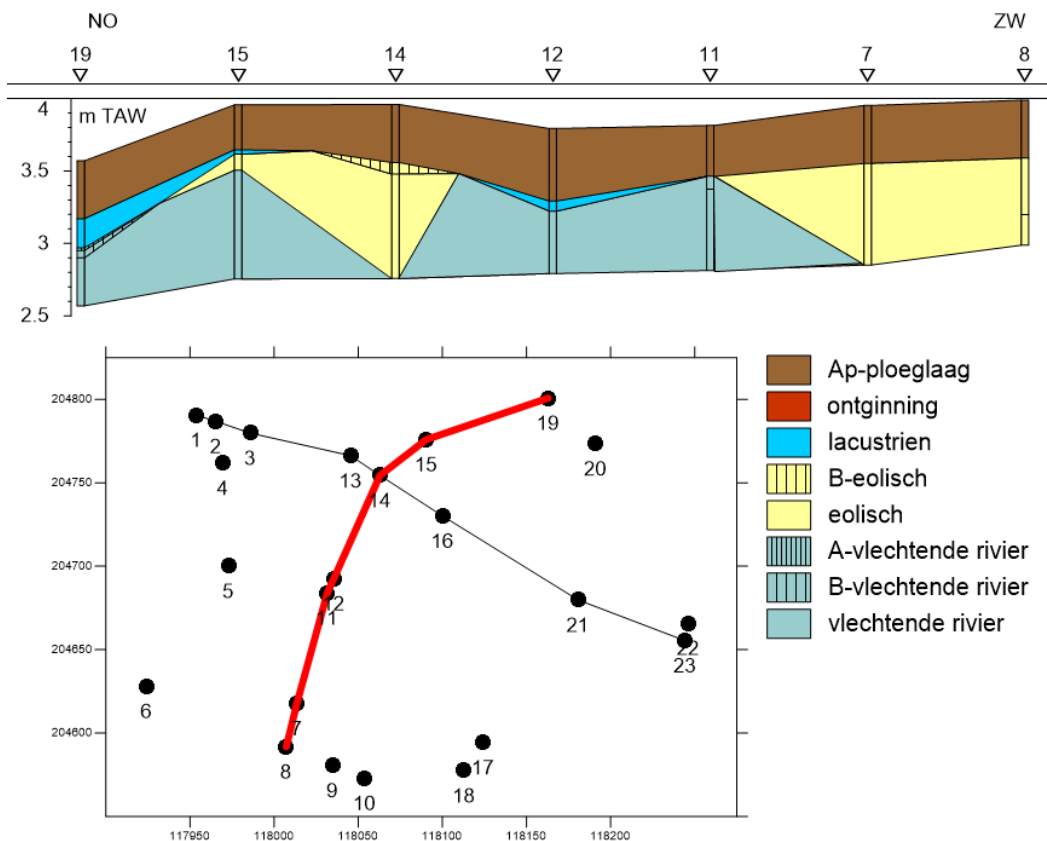 NO ZW
19 15 14 12 11 7 8
4 m TAW
3.5
3
2.5
Ap-ploeglaag
ontginning
lacustrien
B-eolisch
eolisch
A-vlechtende rivier
B-vlechtende rivier
vlechtende rivier
204800
204750
204700
204650
204600
1 2 3
4
13
14
15
19
20
16
5
12
11
21
22
23
6
7
8
9
10
17
18
117950 118000 118050 118100 118150 118200